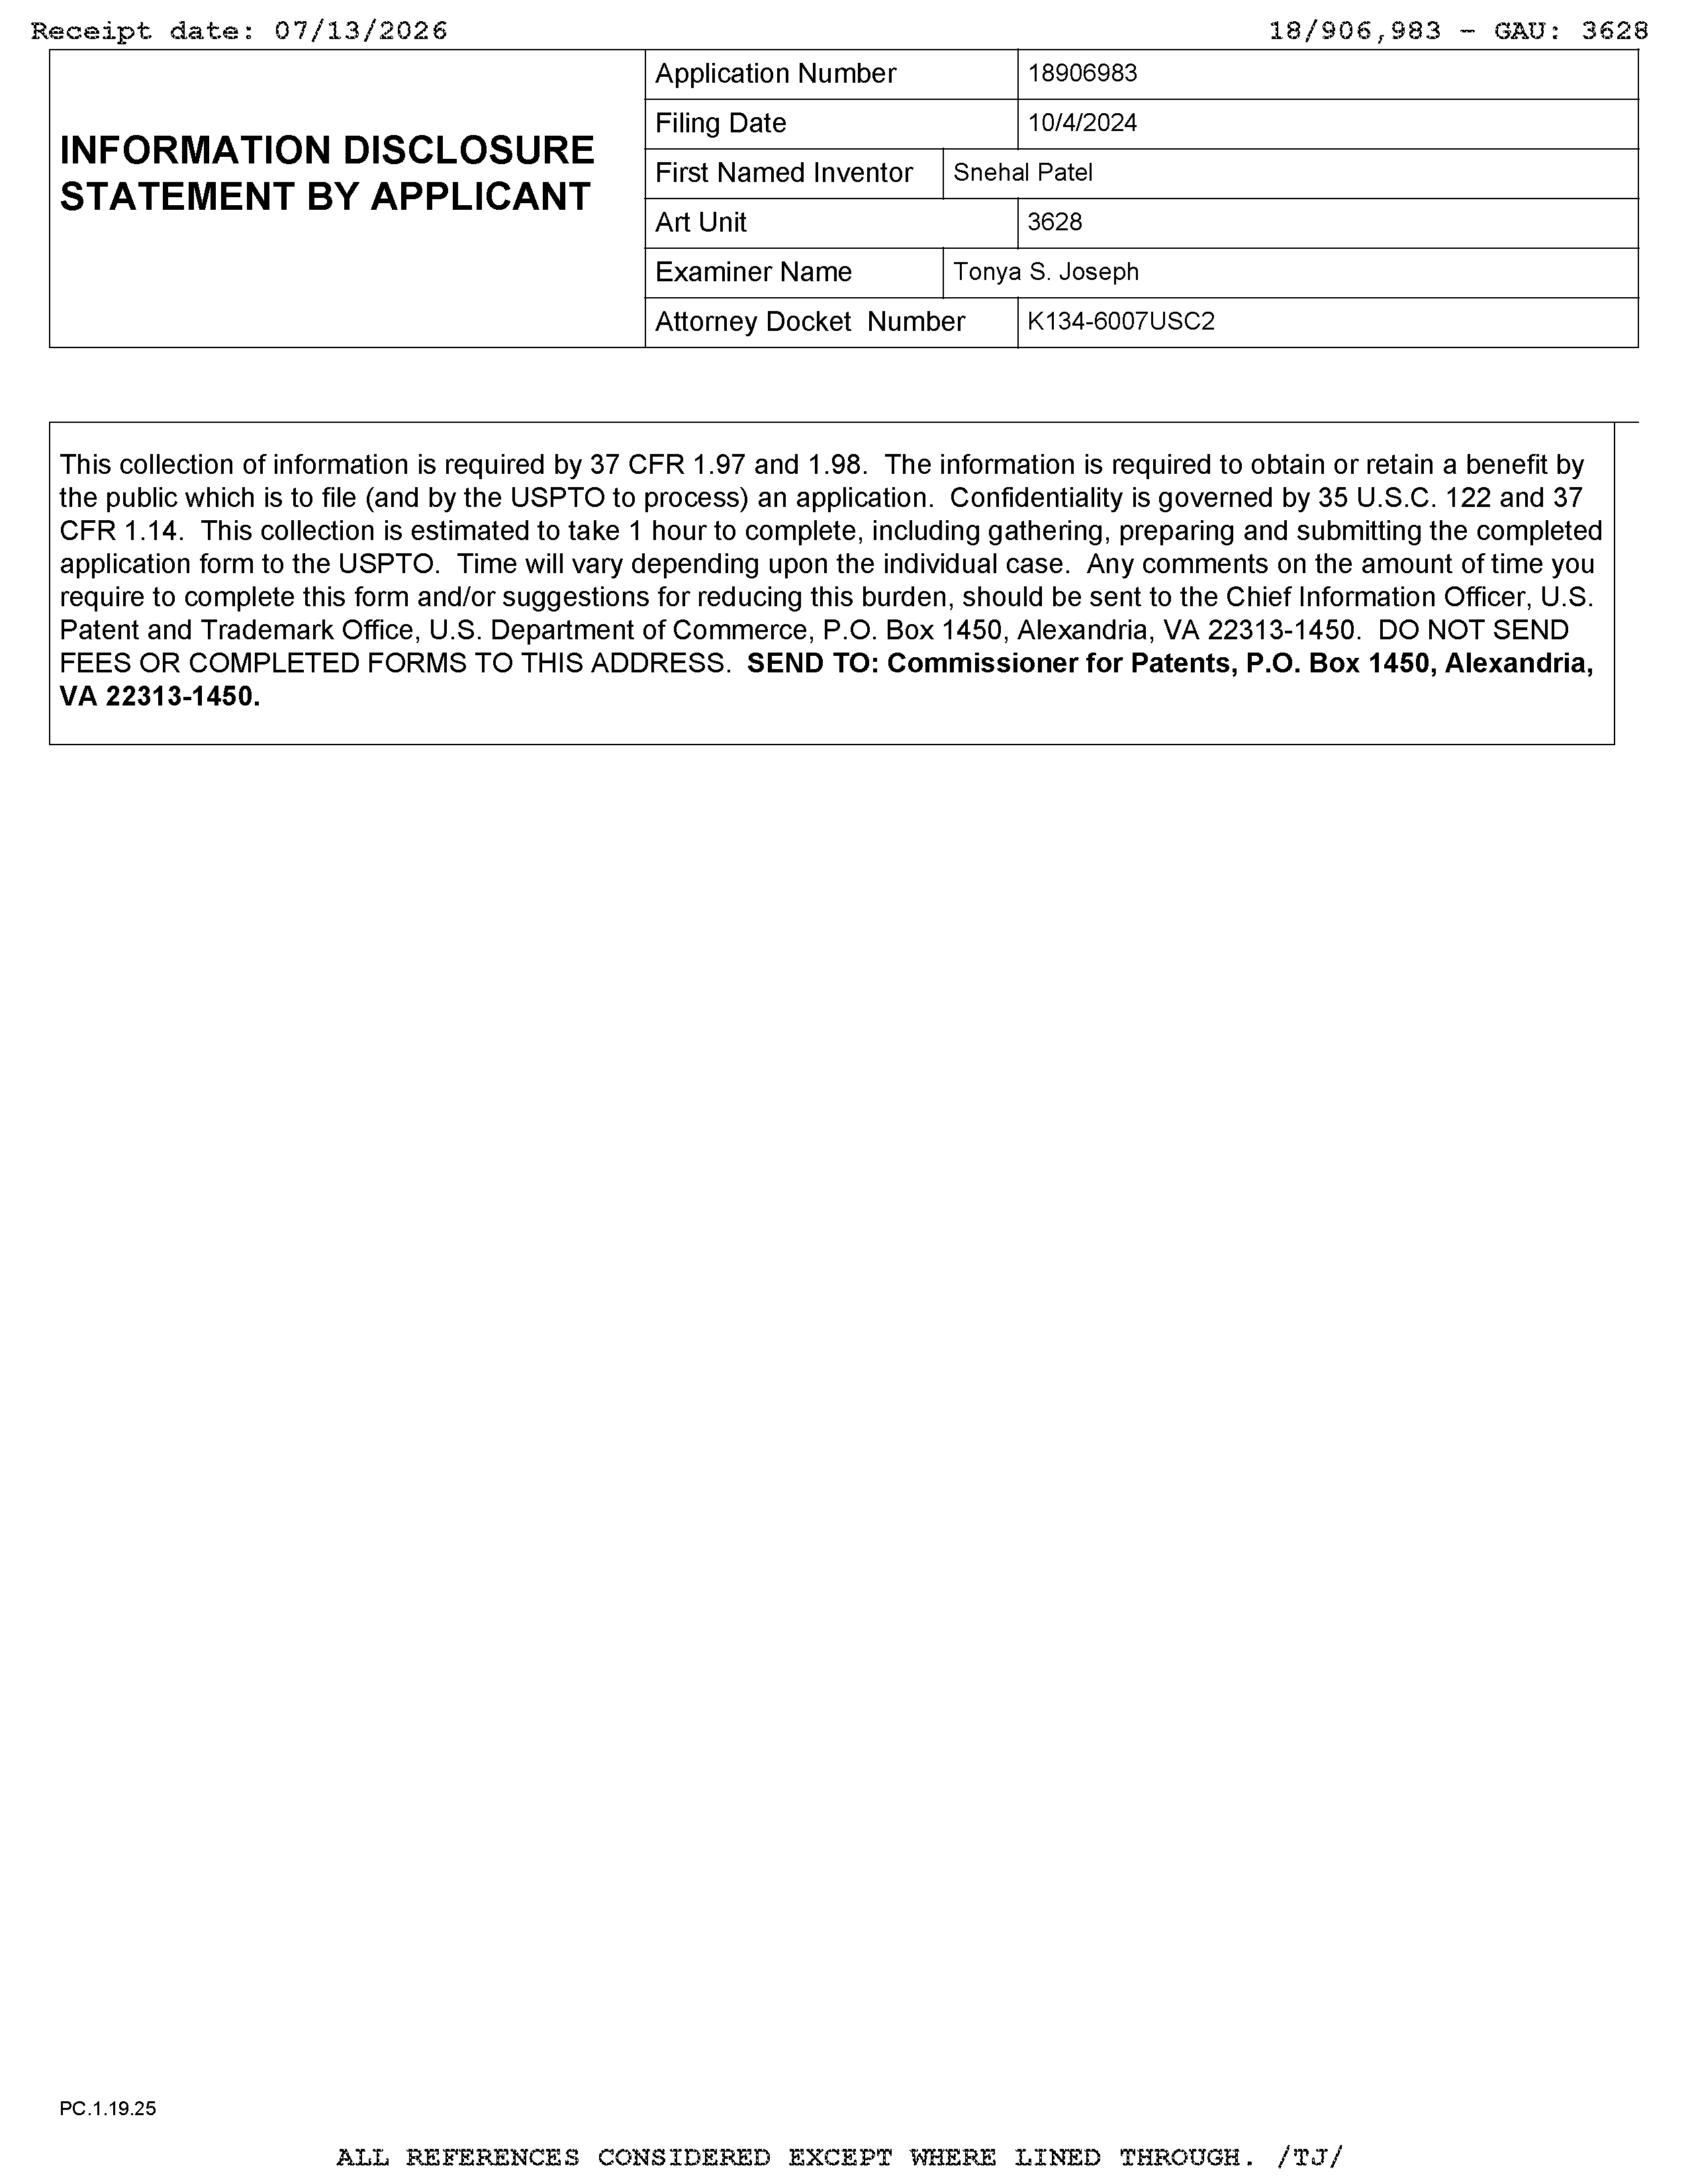 Receipt date: 07/13/2026 18/906,983 - GAU: 3628
INFORMATION DISCLOSURE
STATEMENT BY APPLICANT
Application Number 18906983
Filing Date 10/4/2024
First Named Inventor Snehal Patel
Art Unit 3628
Examiner Name Tonya S. Joseph
Attorney Docket Number K134-6007USC2
This collection of information is required by 37 CFR 1.97 and 1.98. The information is required to obtain or retain a benefit by
the public which is to file (and by the USPTO to process) an application. Confidentiality is governed by 35 U.S.C. 122 and 37
CFR 1.14. This collection is estimated to take 1 hour to complete, including gathering, preparing and submitting the completed
application form to the USPTO. Time will vary depending upon the individual case. Any comments on the amount of time you
require to complete this form and/or suggestions for reducing this burden, should be sent to the Chief Information Officer, U.S.
Patent and Trademark Office, U.S. Department of Commerce, P.O. Box 1450, Alexandria, VA 22313-1450. DO NOT SEND
FEES OR COMPLETED FORMS TO THIS ADDRESS. SEND TO: Commissioner for Patents, P.O. Box 1450, Alexandria,
VA 22313-1450.
PC.1.19.25
ALL REFERENCES CONSIDERED EXCEPT WHERE LINED THROUGH. /TJ/